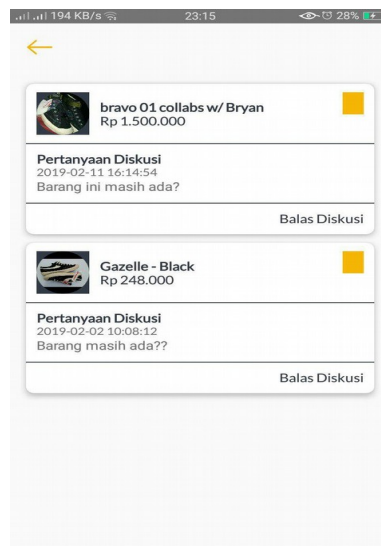 194 KB/s
23:15
28%
bravo 01 collabs w/ Bryan
Rp 1.500.000
Pertanyaan Diskusi
2019-02-11 16:14:54
Barang ini masih ada?
Balas Diskusi
Gazelle - Black
Rp 248.000
Pertanyaan Diskusi
2019-02-02 10:08:12
Barang masih ada??
Balas Diskusi